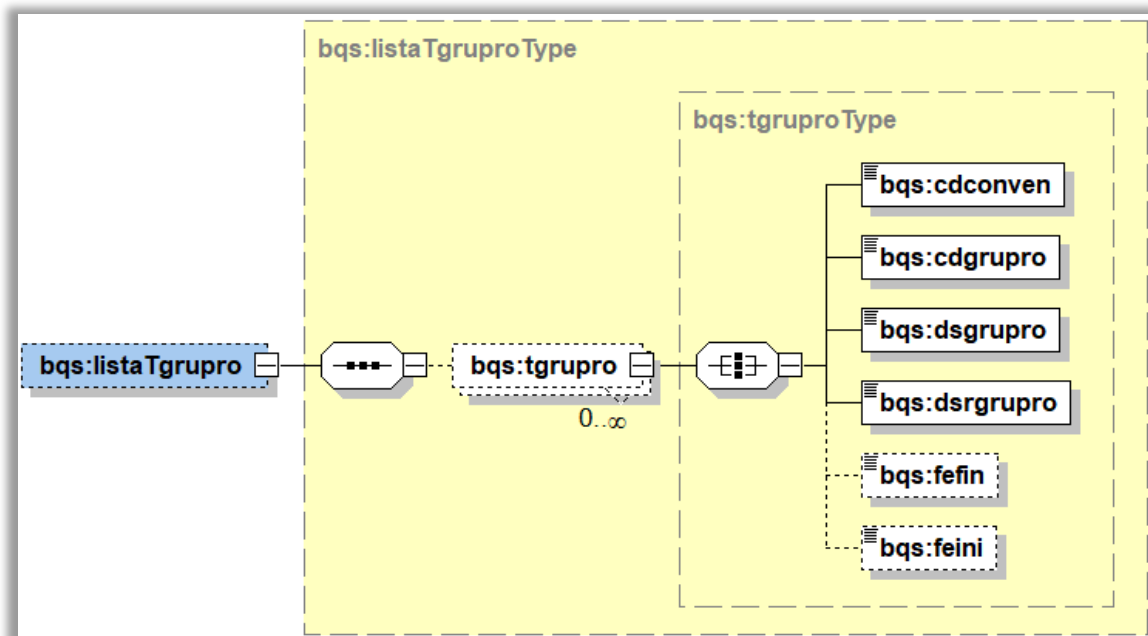 bqs:listaTgruproType
bqs:tgruproType
bqs:cdconven
bqs:cdgrupro
bqs:dsgrupro
bqs:listaTgrupro
bqs:tgrupro
0..∞
bqs:dsrgrupro
bqs:fefin
bqs:feini